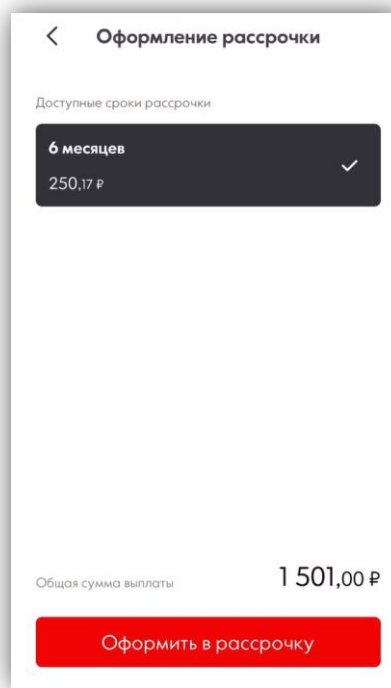 Оформление рассрочки
Доступные сроки рассрочки
6 месяцев
250,17 ₽
Общая сумма выплаты 1 501,00 ₽
Оформить в рассрочку